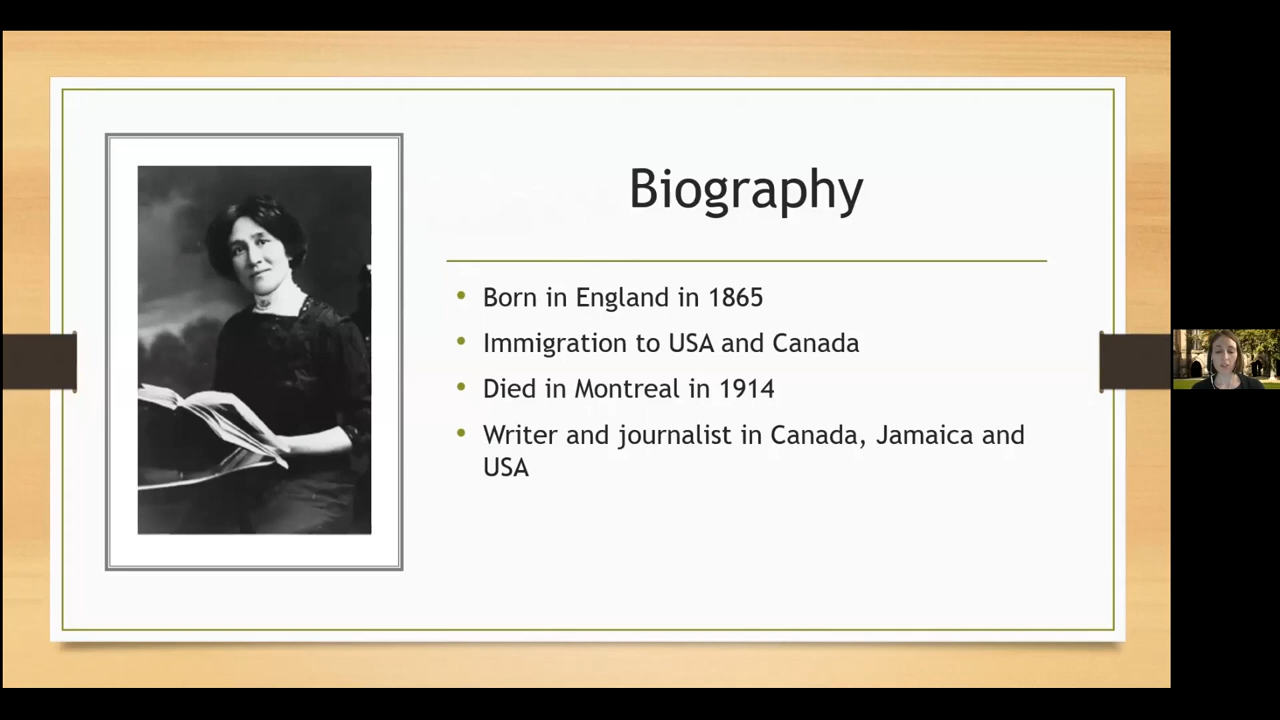 Biography
• Born in England in 1865
• Immigration to USA and Canada
• Died in Montreal in 1914
• Writer and journalist in Canada, Jamaica and
USA